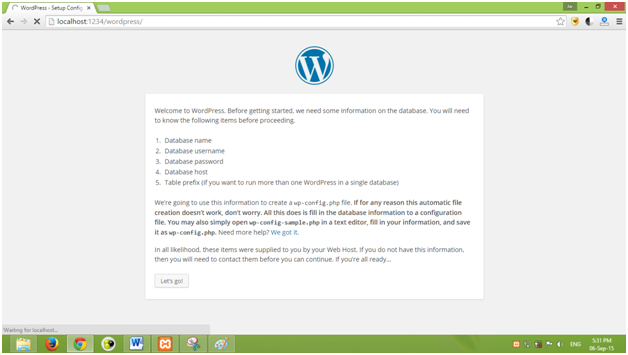 WordPress - Setup Config
localhost:1234/wordpress/
Welcome to WordPress. Before getting started, we need some information on the database. You will need
to know the following items before proceeding.
1. Database name
2. Database username
3. Database password
4. Database host
5. Table prefix (if you want to run more than one WordPress in a single database)
We're going to use this information to create a wp-config.php file. If for any reason this automatic file
creation doesn't work, don't worry. All this does is fill in the database information to a configuration
file. You may also simply open wp-config-sample.php in a text editor, fill in your information, and save
it as wp-config.php. Need more help? We got it.
In all likelihood, these items were supplied to you by your Web Host. If you do not have this information,
then you will need to contact them before you can continue. If you're all ready...
Let's go!
Waiting for localhost...
ENG
5:31 PM
06-Sep-15